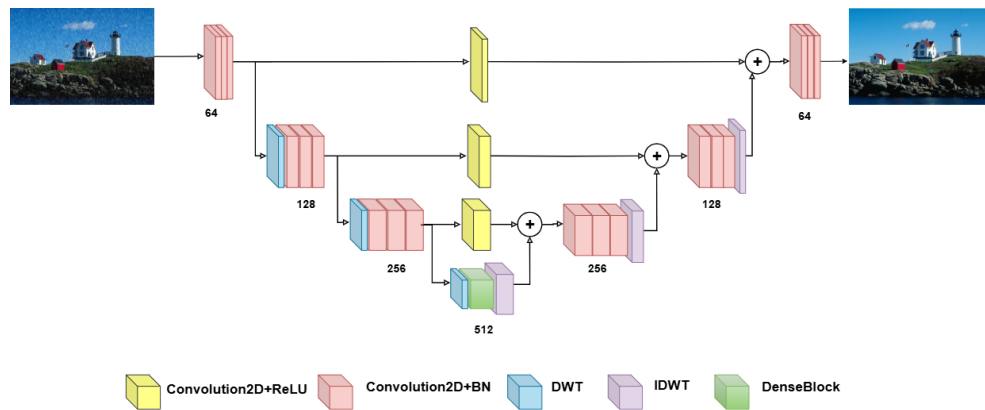 64
64
128
128
256
256
512
Convolution2D+ReLU
Convolution2D+BN
DWT
IDWT
DenseBlock